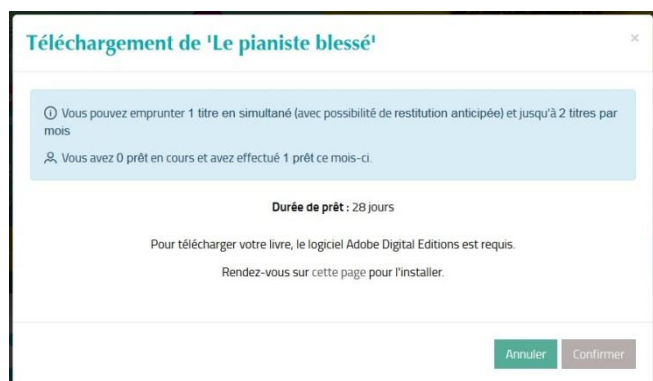 Téléchargement de 'Le pianiste blessé'
×
Vous pouvez emprunter 1 titre en simultané (avec possibilité de restitution anticipée) et jusqu'à 2 titres par
mois
Vous avez 0 prêt en cours et avez effectué 1 prêt ce mois-ci.
Durée de prêt : 28 jours
Pour télécharger votre livre, le logiciel Adobe Digital Editions est requis.
Rendez-vous sur cette page pour l'installer.
Annuler Confirmer